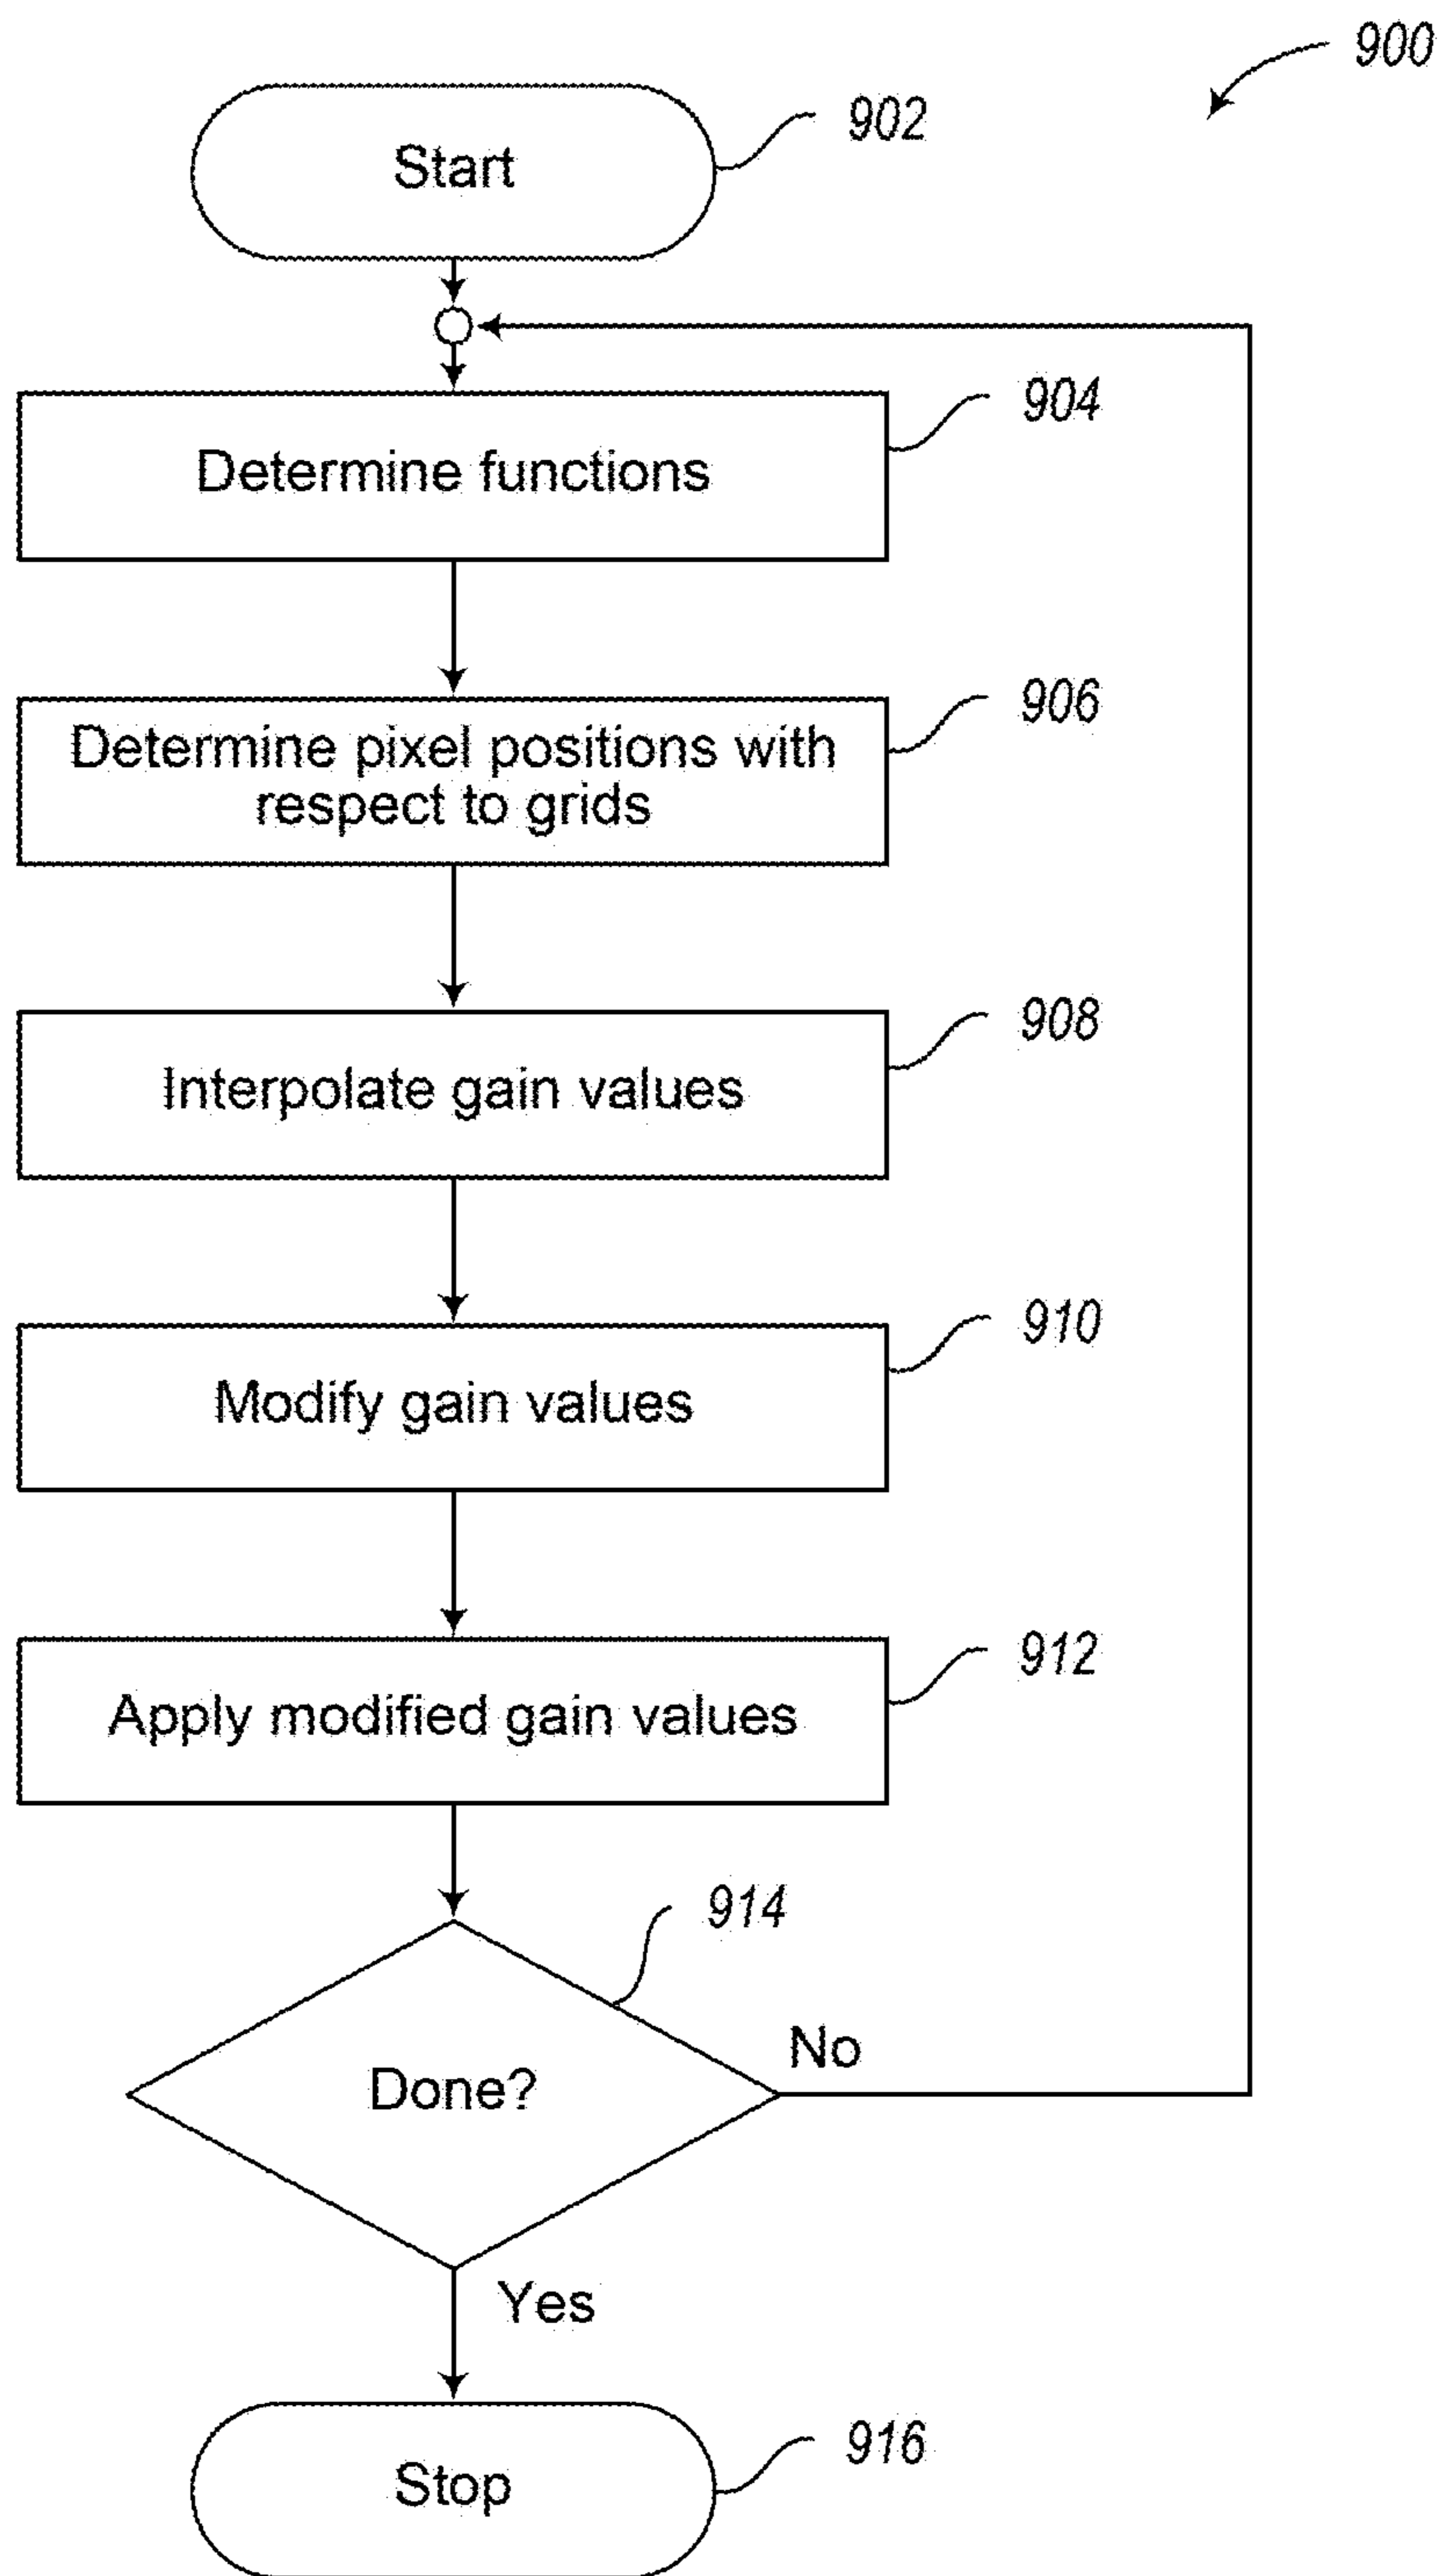 900
902
Start
904
Determine functions
906
Determine pixel positions with
respect to grids
908
Interpolate gain values
910
Modify gain values
912
Apply modified gain values
914
Done?
No
Yes
916
Stop